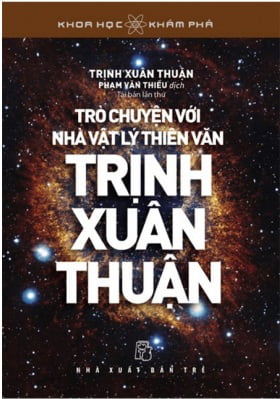 KHOA HỌC KHÁM PHÁ
TRỊNH XUÂN THUẬN
PHẠM VĂN THIỀU dịch
Tái bản lần thứ
TRÒ CHUYỆN VỚI
NHÀ VẬT LÝ THIÊN VĂN
TRỊNH
XUÂN
THUẬN
NHÀ XUẤT BẢN TRẺ